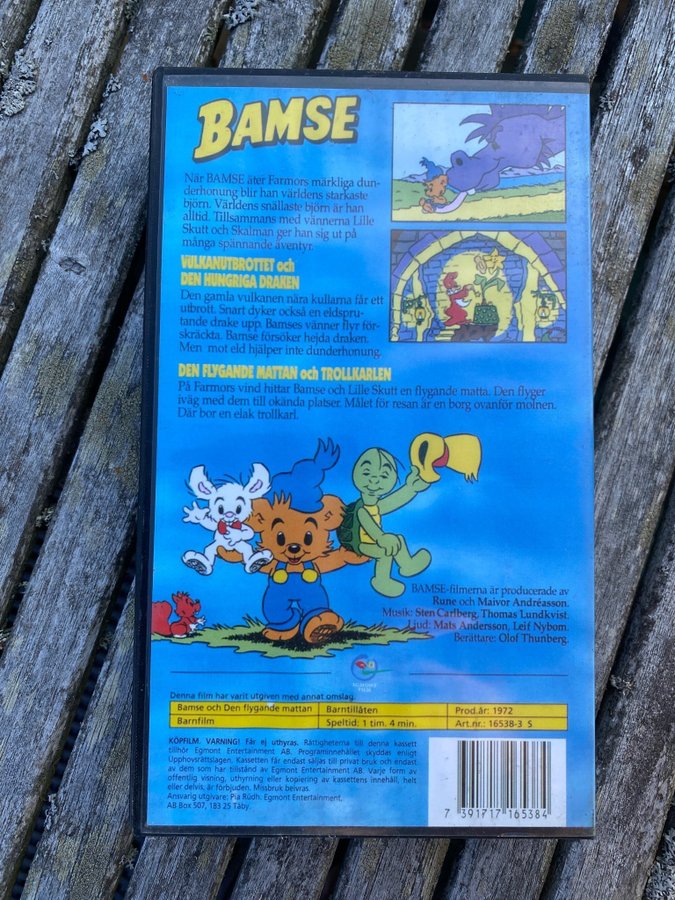 BAMSE
När BAMSE äter Farmors märkliga dun-
derhonung blir han världens starkaste
björn. Världens snällaste björn är han
alltid. Tillsammans med vännerna Lille
Skutt och Skalman ger han sig ut på
många spännande äventyr.
VULKANUTBROTTET och
DEN HUNGRIGA DRAKEN
Den gamla vulkanen nära kullarna får ett
utbrott. Snart dyker också en eldspru-
tande drake upp. Bamses vänner flyr för-
skräckta. Bamse försöker hejda draken.
Men mot eld hjälper inte dunderhonung.
DEN FLYGANDE MATTAN och TROLLKARLEN
På Farmors vind hittar Bamse och Lille Skutt en flygande matta. Den flyger
iväg med dem till okända platser. Målet för resan är en borg ovanför molnen.
Där bor en elak trollkarl.
BAMSE-filmerna är producerade av
Rune och Maivor Andréasson.
Musik: Sten Carlberg, Thomas Lundkvist.
Ljud: Mats Andersson, Leif Nybom.
Berättare: Olof Thunberg.
Denna film har varit utgiven med annat omslag.
Bamse och Den flygande mattan Barntillåten Prod.år: 1972
Barnfilm Speltid: 1 tim. 4 min. Art.nr.: 16538-3 S
KÖPFILM. VARNING! Får ej uthyras. Rättigheterna till denna kassett
tillhör Egmont Entertainment AB. Programinnehållet skyddas enligt
Upphovsrättslagen. Kassetten får endast säljas till privat bruk och endast
av dem som har tillstånd av Egmont Entertainment AB. Varje form av
offentlig visning, uthyrning eller kopiering av kassettens innehåll, helt
eller delvis, är förbjuden. Missbruk beivras.
Ansvarig utgivare: Pia Rüdh. Egmont Entertainment,
AB Box 507, 183 25 Täby.
7 391717 165384